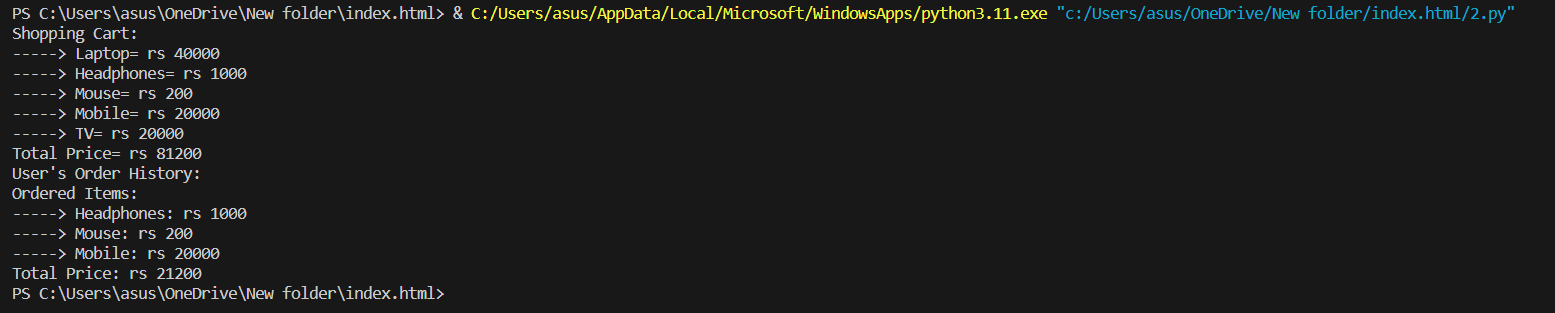 PS C:\Users\asus\OneDrive\New folder\index.html> & C:/Users/asus/AppData/Local/Microsoft/WindowsApps/python3.11.exe "c:/Users/asus/OneDrive/New folder/index.html/2.py"
Shopping Cart:
-----> Laptop= rs 40000
-----> Headphones= rs 1000
-----> Mouse= rs 200
-----> Mobile= rs 20000
-----> TV= rs 20000
Total Price= rs 81200
User's Order History:
Ordered Items:
-----> Headphones: rs 1000
-----> Mouse: rs 200
-----> Mobile: rs 20000
Total Price: rs 21200
PS C:\Users\asus\OneDrive\New folder\index.html>